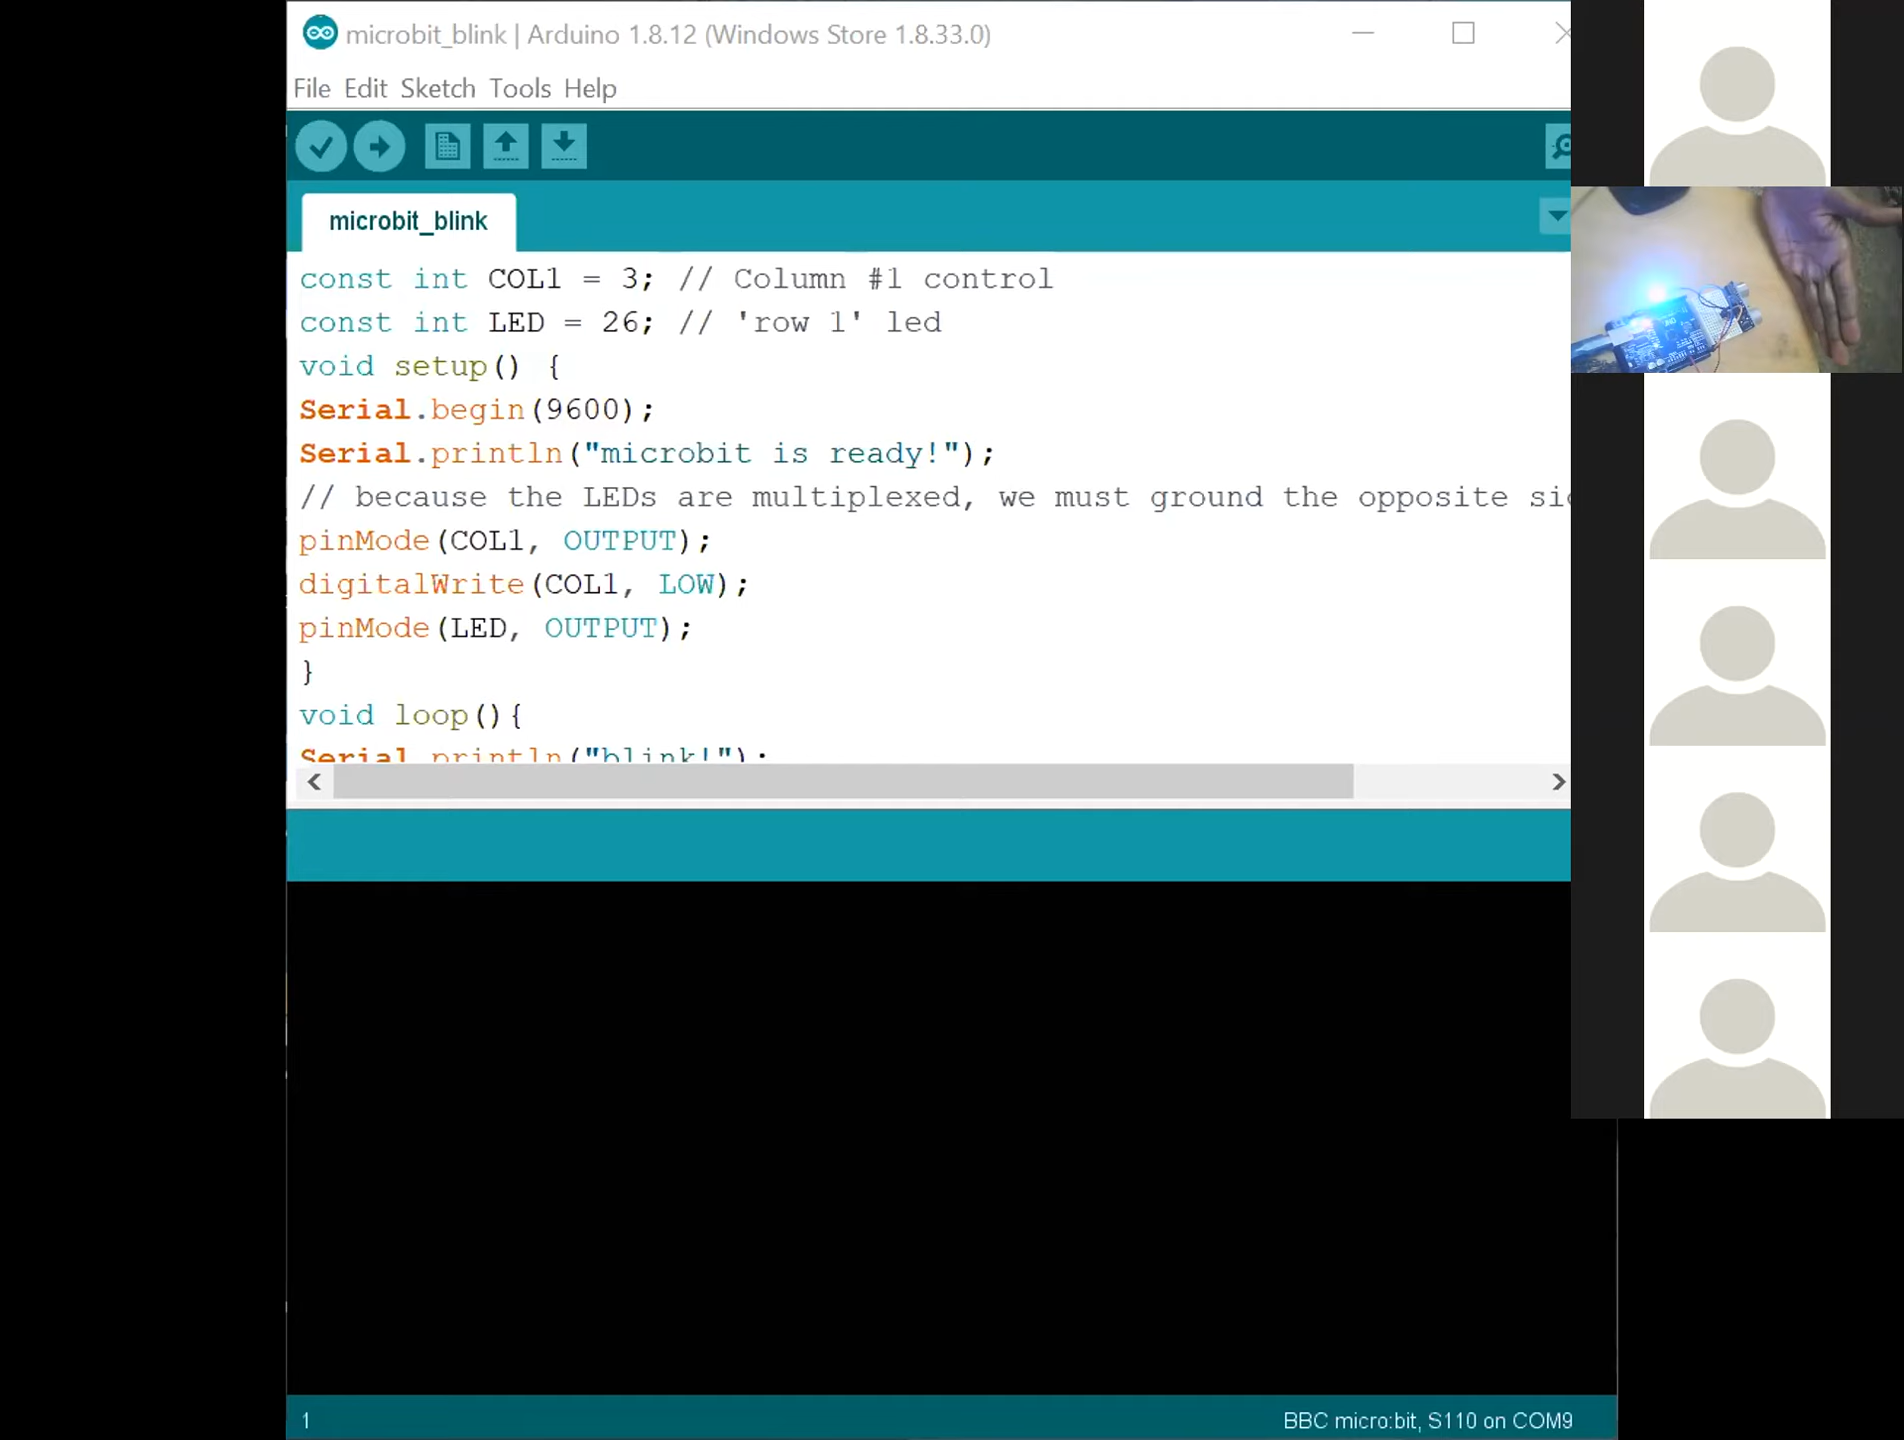 microbit_blink | Arduino 1.8.12 (Windows Store 1.8.33.0)
File Edit Sketch Tools Help
microbit_blink
const int COL1 = 3; // Column #1 control
const int LED = 26; // 'row 1' led
void setup() {
Serial.begin(9600);
Serial.println("microbit is ready!");
// because the LEDs are multiplexed, we must ground the opposite
pinMode(COL1, OUTPUT);
digitalWrite(COL1, LOW);
pinMode(LED, OUTPUT);
}
void loop(){
Serial.println("blink!");
1
BBC micro:bit, S110 on COM9